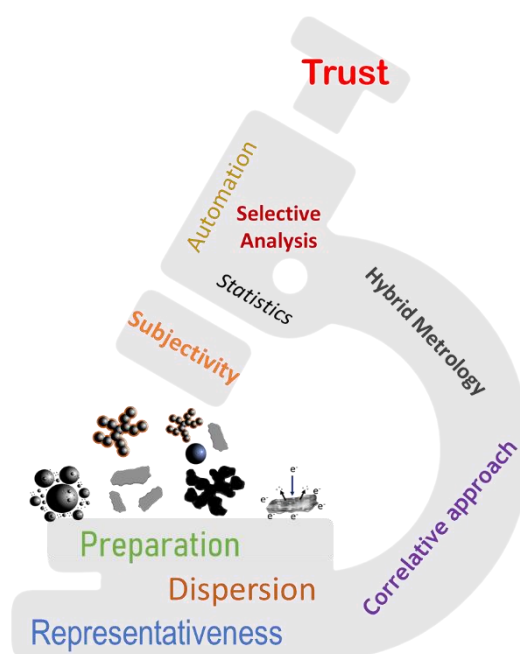 Trust
Automation
Selective
Analysis
Statistics
Hybrid Metrology
Subjectivity
e-
e-
e-
e-
e-
e-
Preparation
Correlative approach
Dispersion
Representativeness